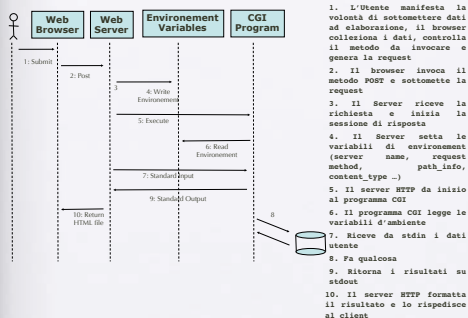 Web
Browser
Web
Server
Environement
Variables
CGI
Program
1: Submit
2: Post
3
4: Write
Environement
5: Execute
6: Read
Environement
7: Standard Input
9: Standard Output
10: Return
HTML file
8
1. L'Utente manifesta la
volontà di sottomettere dati
ad elaborazione, il browser
colleziona i dati, controlla
il metodo da invocare e
genera la request
2. Il browser invoca il
metodo POST e sottomette la
request
3. Il Server riceve la
richiesta e inizia la
sessione di risposta
4. Il Server setta le
variabili di environement
(server name, request
method, path_info,
content_type …)
5. Il server HTTP da inizio
al programma CGI
6. Il programma CGI legge le
variabili d'ambiente
7. Riceve da stdin i dati
utente
8. Fa qualcosa
9. Ritorna i risultati su
stdout
10. Il server HTTP formatta
il risultato e lo rispedisce
al client